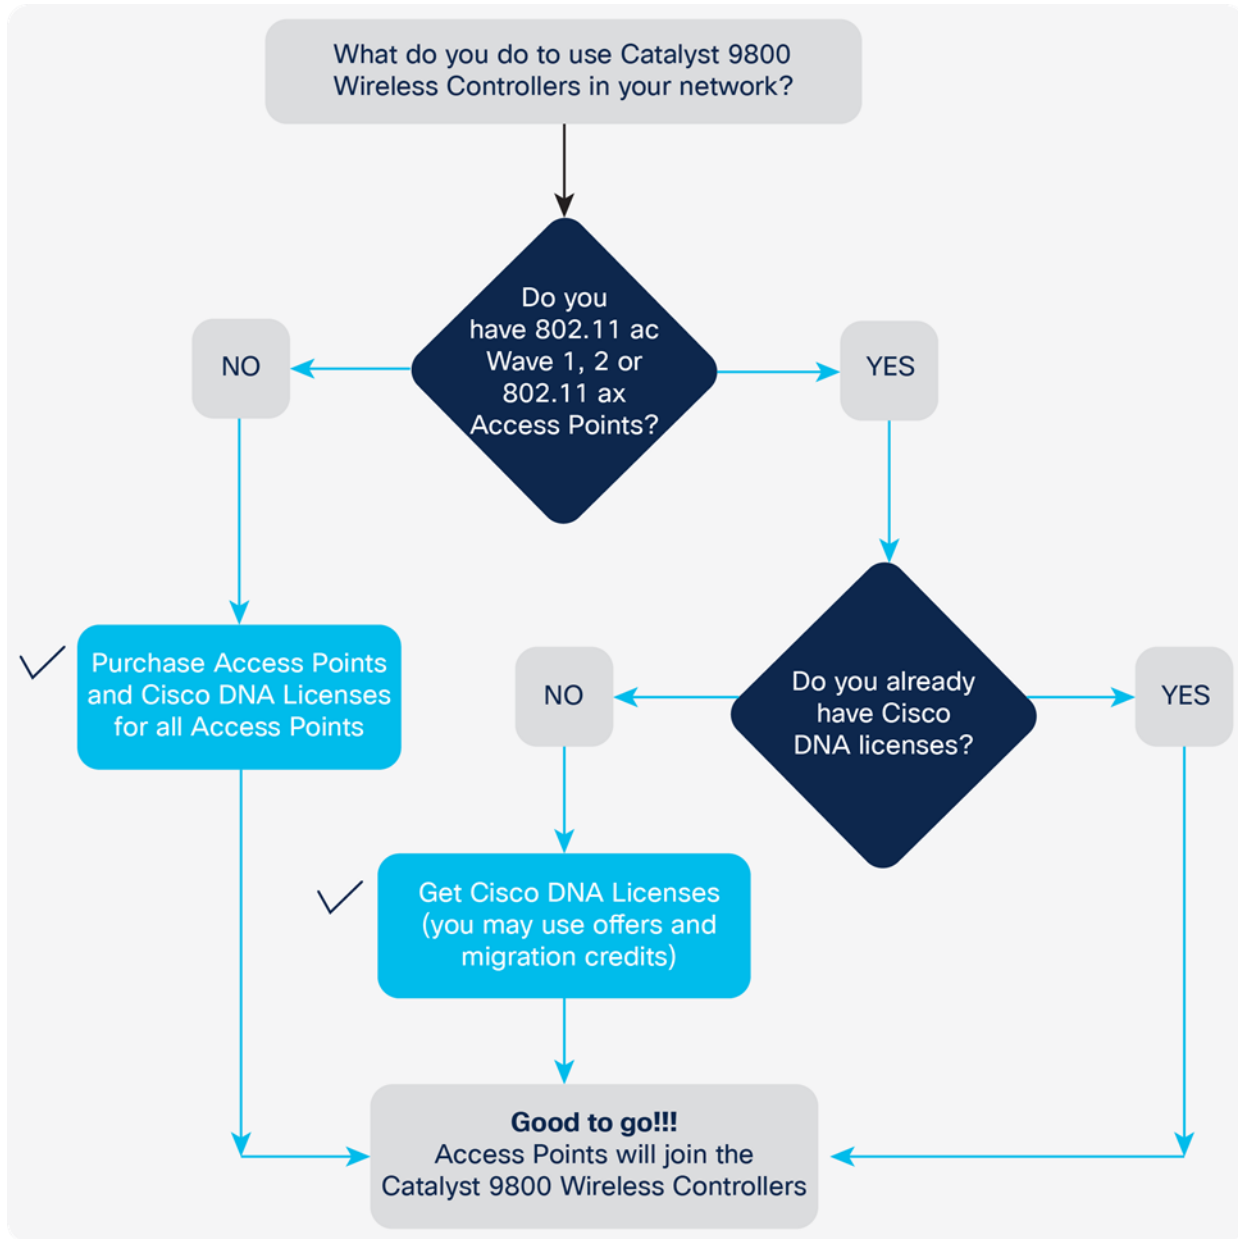 What do you do to use Catalyst 9800
Wireless Controllers in your network?
Do you
have 802.11 ac
Wave 1, 2 or
802.11 ax
Access Points?
NO
YES
Purchase Access Points
and Cisco DNA Licenses
for all Access Points
NO
Do you already
have Cisco
DNA licenses?
YES
Get Cisco DNA Licenses
(you may use offers and
migration credits)
Good to go!!!
Access Points will join the
Catalyst 9800 Wireless Controllers